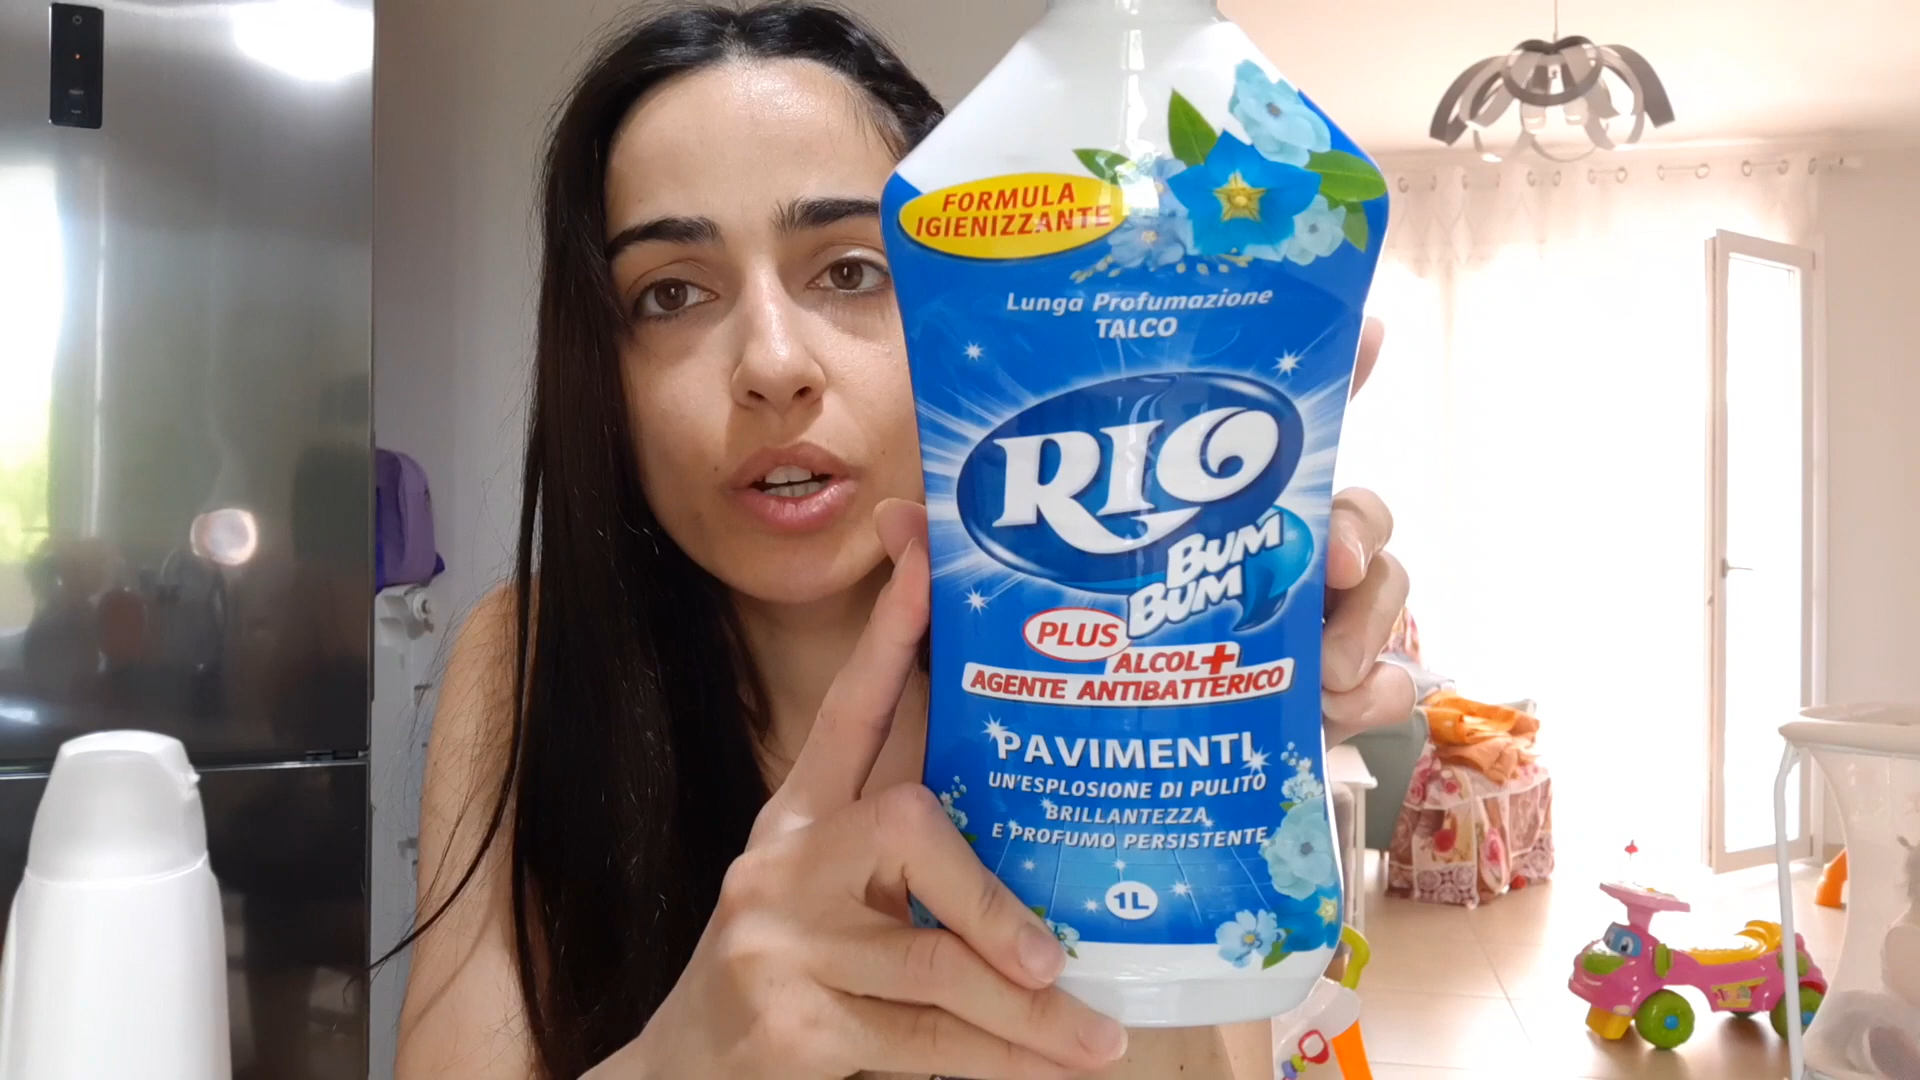 FORMULA
IGIENIZZANTE
Lunga Profumazione
TALCO
RIO
BUM
BUM
PLUS
ALCOL+
AGENTE ANTIBATTERICO
PAVIMENTI
UN'ESPLOSIONE DI PULITO
BRILLANTEZZA
E PROFUMO PERSISTENTE
1L